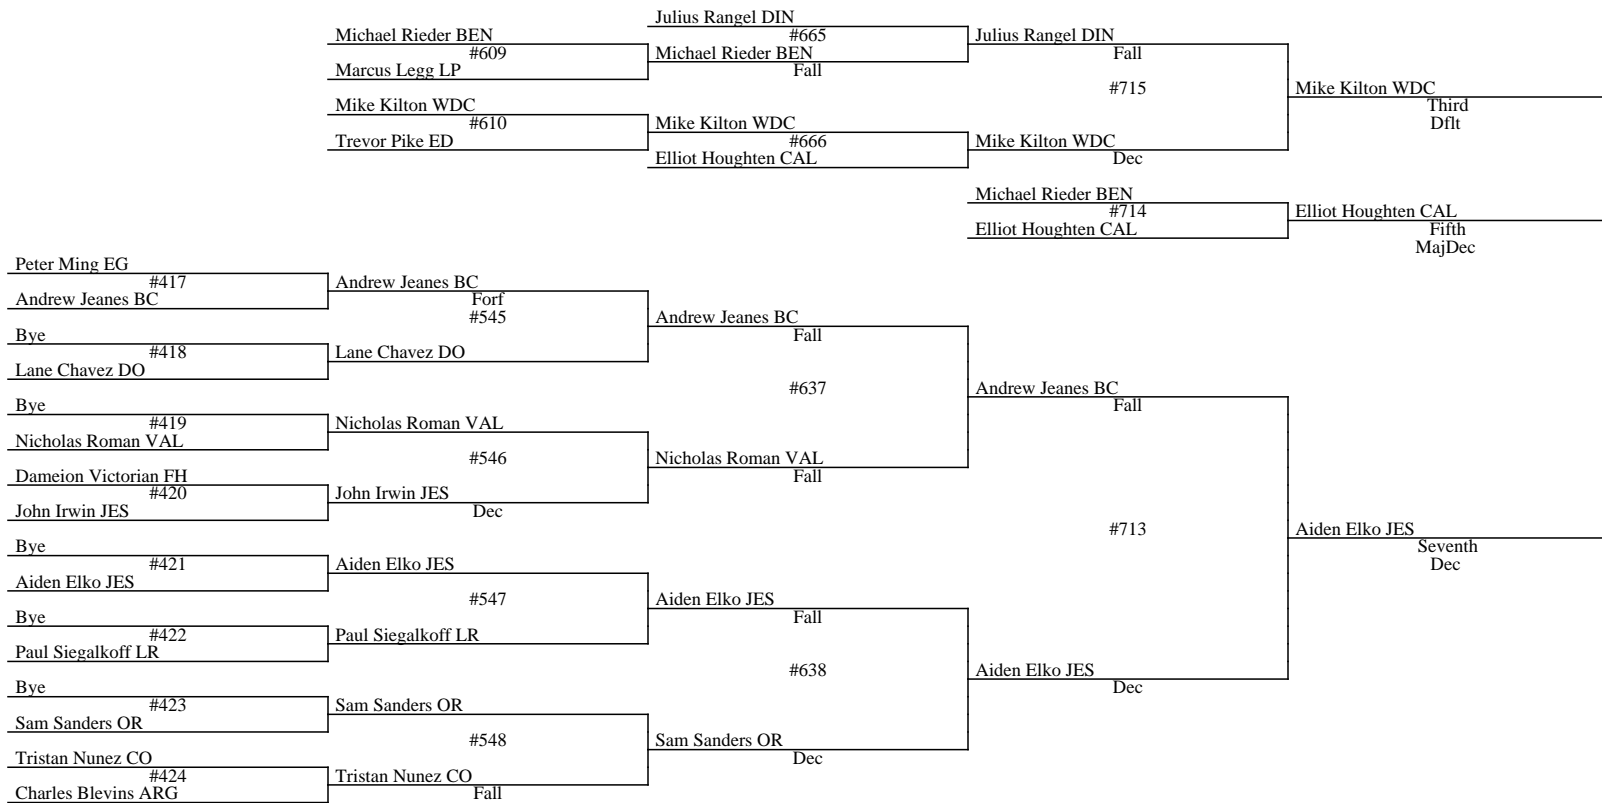 Julius Rangel DIN
Michael Rieder BEN
#665
Julius Rangel DIN
#609
Michael Rieder BEN
Fall
Marcus Legg LP
Fall
#715
Mike Kilton WDC
Mike Kilton WDC
Third
#610
Mike Kilton WDC
Dflt
Trevor Pike ED
#666
Mike Kilton WDC
Elliot Houghten CAL
Dec
Michael Rieder BEN
#714
Elliot Houghten CAL
Elliot Houghten CAL
Fifth
MajDec
Peter Ming EG
#417
Andrew Jeanes BC
Andrew Jeanes BC
Forf
#545
Andrew Jeanes BC
Bye
Fall
#418
Lane Chavez DO
Lane Chavez DO
#637
Andrew Jeanes BC
Bye
Fall
#419
Nicholas Roman VAL
Nicholas Roman VAL
#546
Nicholas Roman VAL
Dameion Victorian FH
Fall
#420
John Irwin JES
John Irwin JES
Dec
#713
Aiden Elko JES
Bye
Seventh
#421
Aiden Elko JES
Dec
Aiden Elko JES
#547
Aiden Elko JES
Bye
Fall
#422
Paul Siegalkoff LR
Paul Siegalkoff LR
#638
Aiden Elko JES
Bye
Dec
#423
Sam Sanders OR
Sam Sanders OR
#548
Sam Sanders OR
Tristan Nunez CO
Dec
#424
Tristan Nunez CO
Charles Blevins ARG
Fall